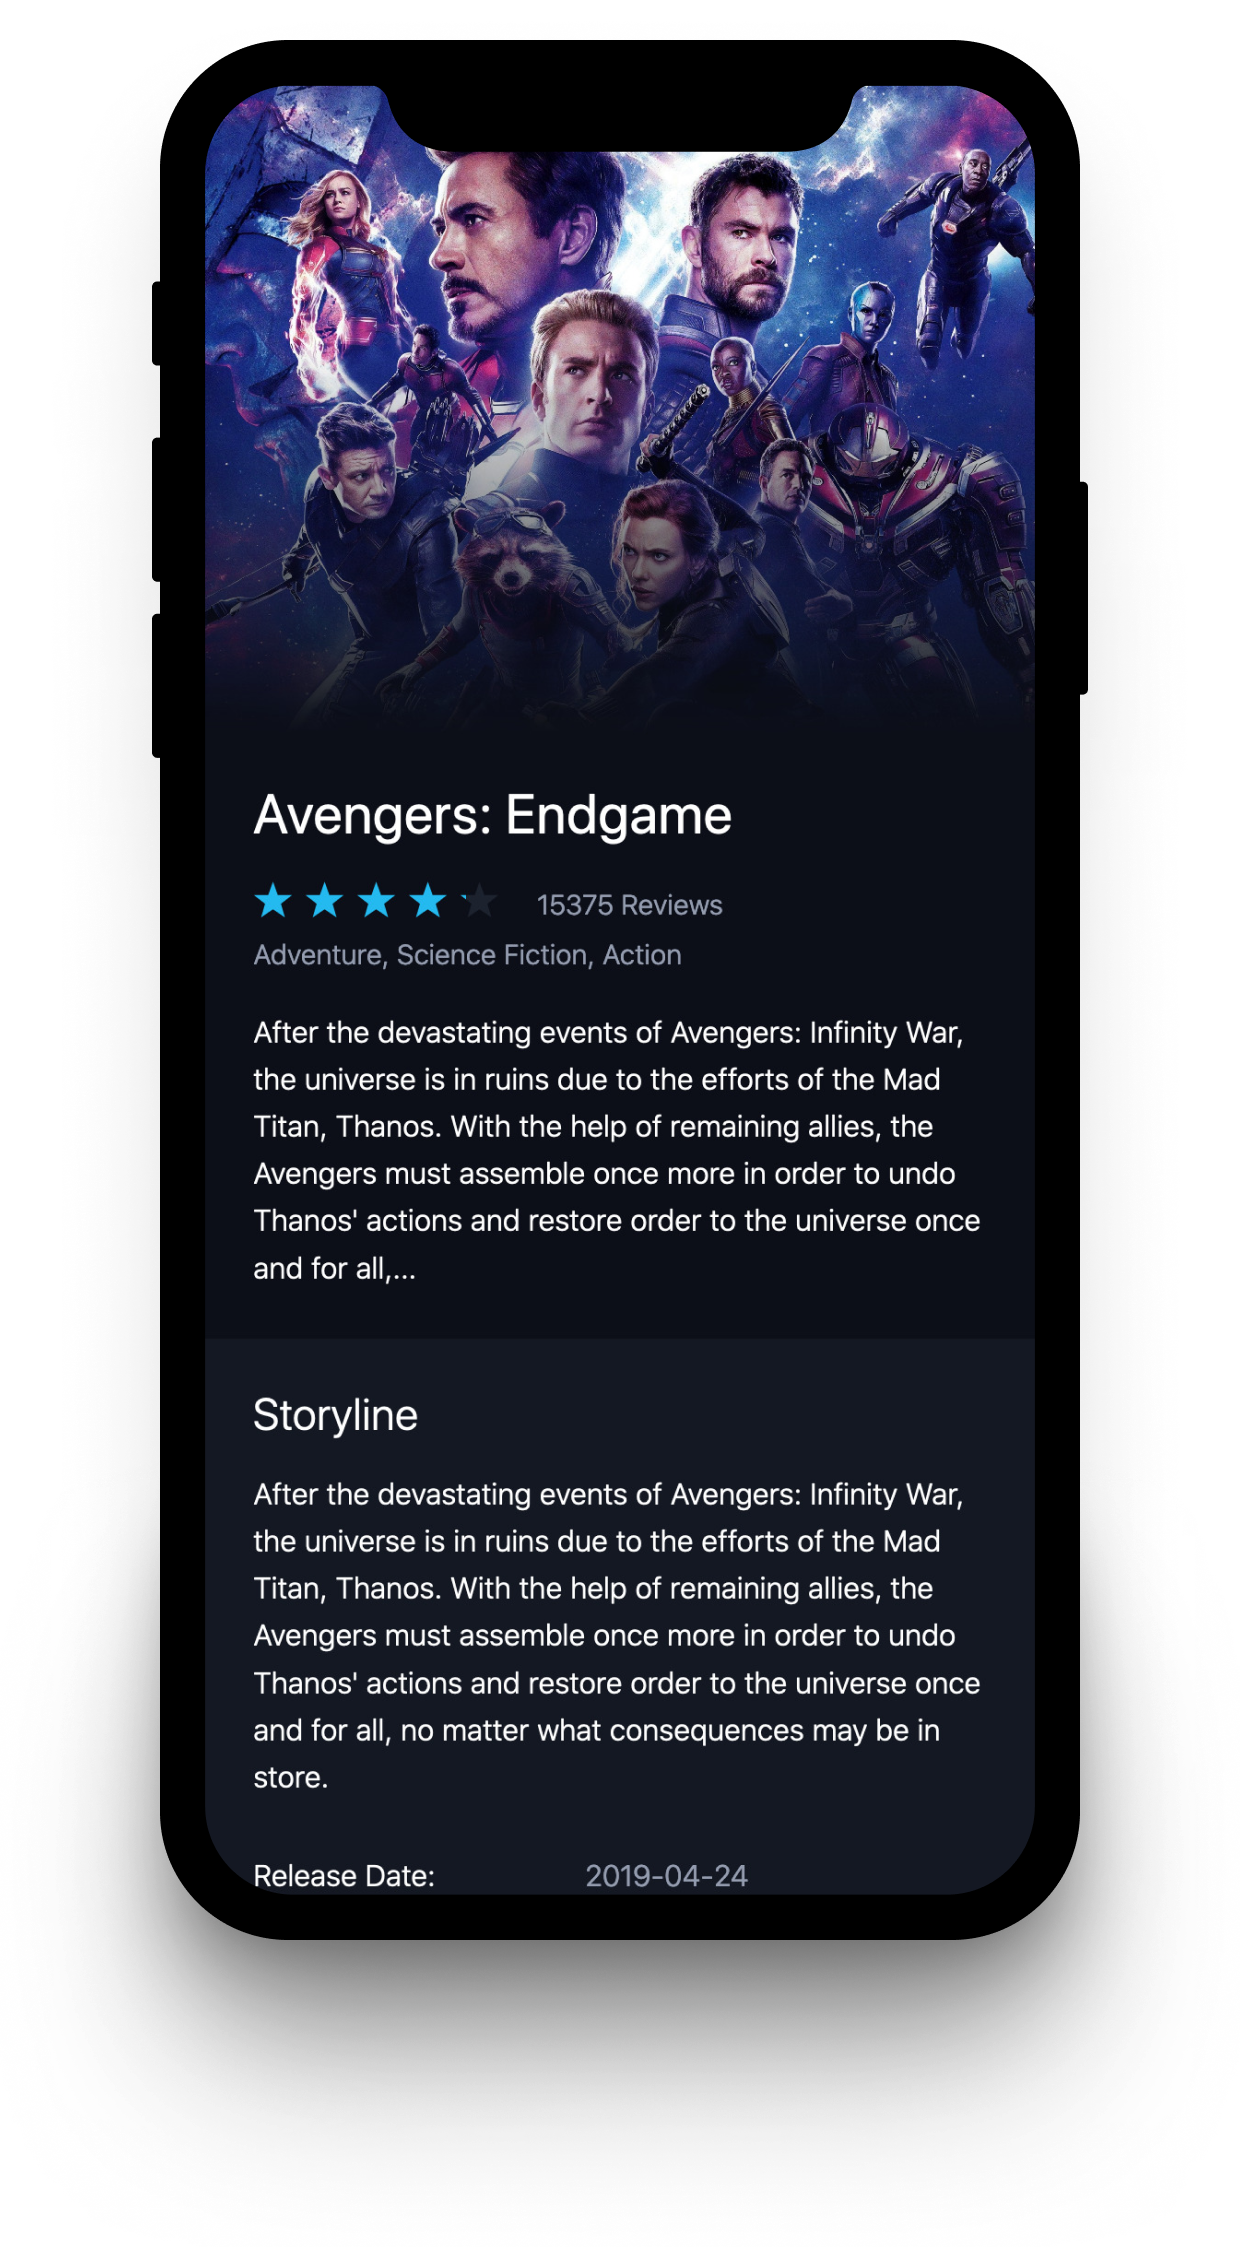 Avengers: Endgame
15375 Reviews
Adventure, Science Fiction, Action
After the devastating events of Avengers: Infinity War,
the universe is in ruins due to the efforts of the Mad
Titan, Thanos. With the help of remaining allies, the
Avengers must assemble once more in order to undo
Thanos' actions and restore order to the universe once
and for all,...
Storyline
After the devastating events of Avengers: Infinity War,
the universe is in ruins due to the efforts of the Mad
Titan, Thanos. With the help of remaining allies, the
Avengers must assemble once more in order to undo
Thanos' actions and restore order to the universe once
and for all, no matter what consequences may be in
store.
Release Date: 2019-04-24